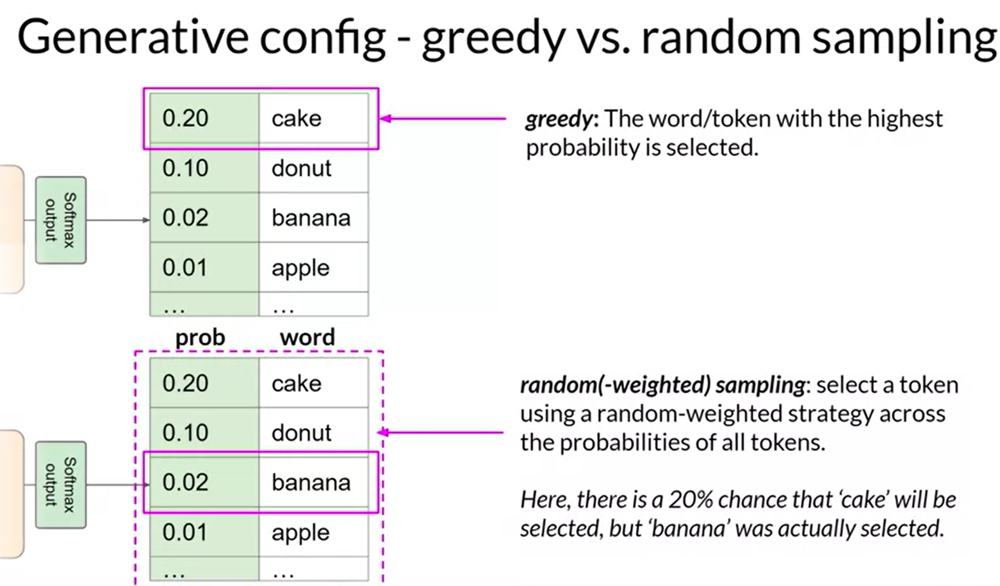 Generative config - greedy vs. random sampling
0.20 cake
greedy: The word/token with the highest
probability is selected.
0.10 donut
Softmax
output
0.02 banana
0.01 apple
... ...
prob word
0.20 cake
random(-weighted) sampling: select a token
using a random-weighted strategy across
the probabilities of all tokens.
0.10 donut
Softmax
output
0.02 banana
Here, there is a 20% chance that ‘cake’ will be
selected, but ‘banana’ was actually selected.
0.01 apple
... ...